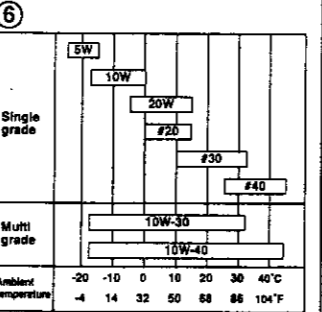 ⑥
5W
10W
20W
Single
grade
#20
#30
#40
Multi
grade
10W-30
10W-40
Ambient
temperature
-20 -10 0 10 20 30 40°C
-4 14 32 50 68 86 104°F